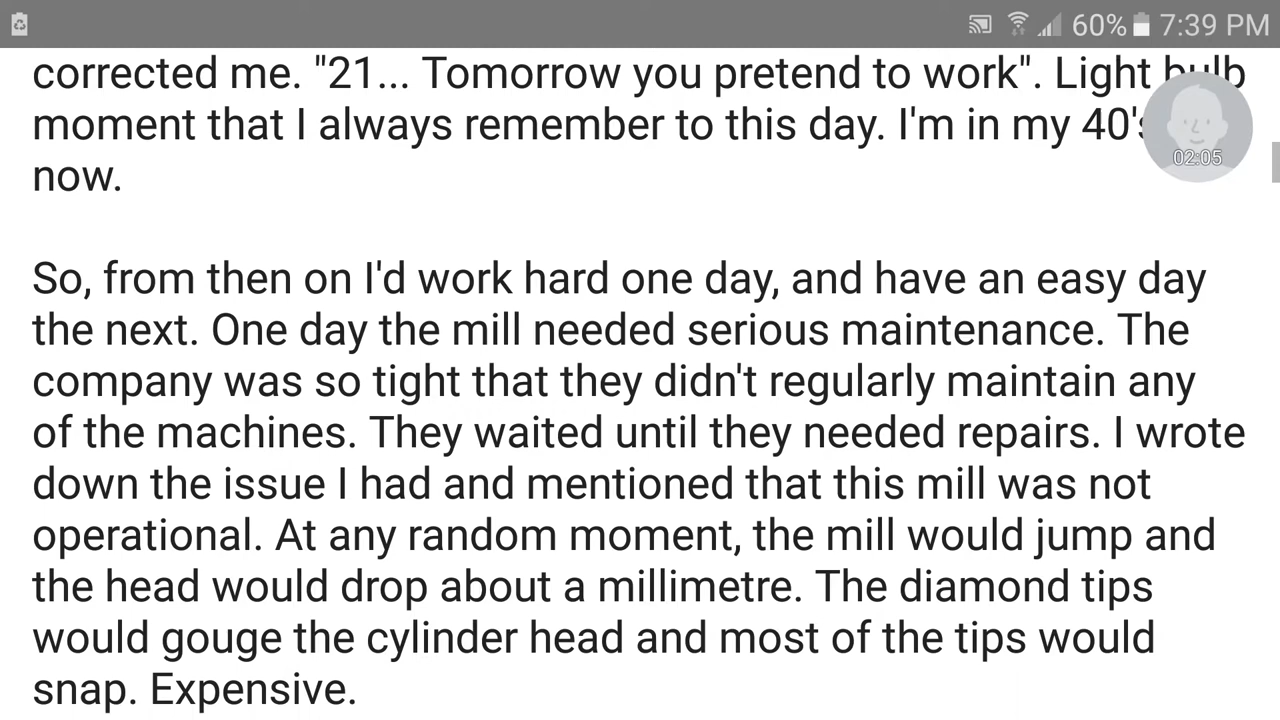 60% 7:39 PM
corrected me. "21... Tomorrow you pretend to work". Light bulb
moment that I always remember to this day. I'm in my 40's
02:05
now.
So, from then on I'd work hard one day, and have an easy day
the next. One day the mill needed serious maintenance. The
company was so tight that they didn't regularly maintain any
of the machines. They waited until they needed repairs. I wrote
down the issue I had and mentioned that this mill was not
operational. At any random moment, the mill would jump and
the head would drop about a millimetre. The diamond tips
would gouge the cylinder head and most of the tips would
snap. Expensive.